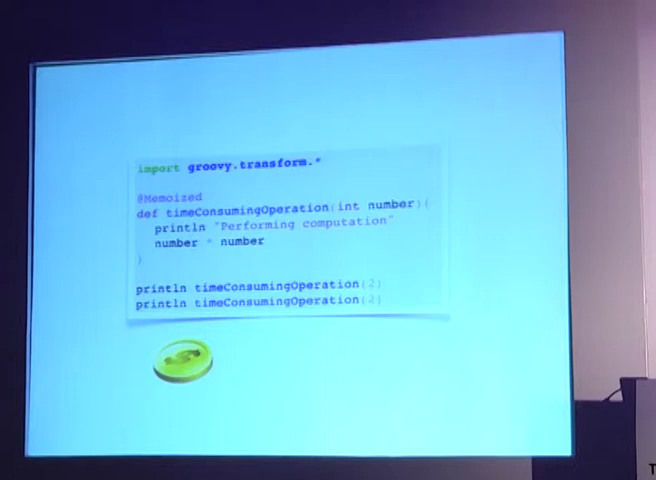 import groovy.transform.*
@Memoized
def timeConsumingOperation(int number){
println "Performing computation"
number * number
}
println timeConsumingOperation(2)
println timeConsumingOperation(2)
T